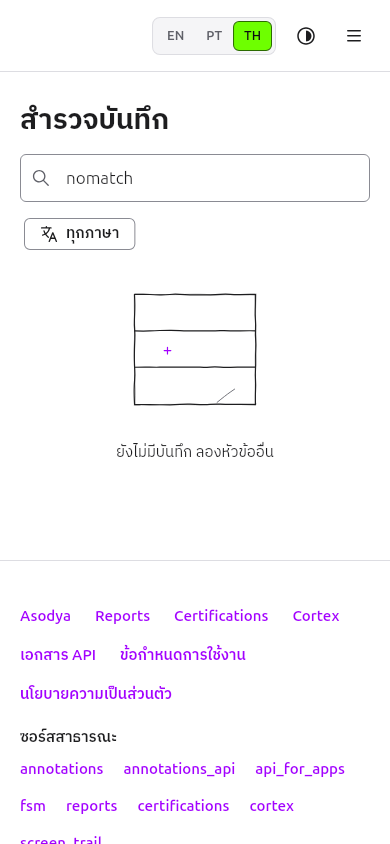 EN PT TH
สำรวจบันทึก
nomatch
ทุกภาษา
ยังไม่มีบันทึก ลองหัวข้ออื่น
Asodya Reports Certifications Cortex
เอกสาร API ข้อกำหนดการใช้งาน
นโยบายความเป็นส่วนตัว
ซอร์สสาธารณะ
annotations annotations_api api_for_apps
fsm reports certifications cortex
screen_trail